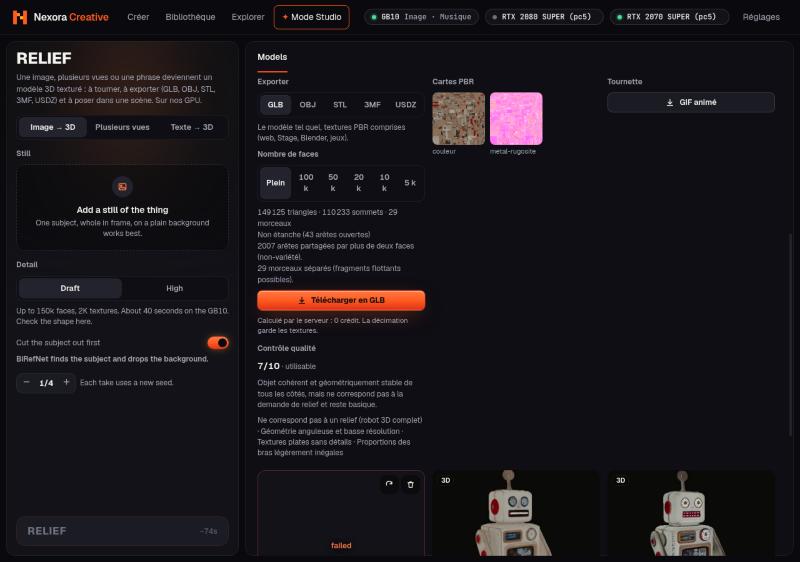 Nexora Creative
Créer
Bibliothèque
Explorer
Mode Studio
GB10 Image · Musique
RTX 2080 SUPER (pc5)
RTX 2070 SUPER (pc5)
Réglages
RELIEF
Une image, plusieurs vues ou une phrase deviennent un
modèle 3D texturé : à tourner, à exporter (GLB, OBJ, STL,
3MF, USDZ) et à poser dans une scène. Sur nos GPU.
Image → 3D
Plusieurs vues
Texte → 3D
Still
Add a still of the thing
One subject, whole in frame, on a plain background
works best.
Detail
Draft
High
Up to 150k faces, 2K textures. About 40 seconds on the GB10.
Check the shape here.
Cut the subject out first
BiRefNet finds the subject and drops the background.
− 1/4 +
Each take uses a new seed.
RELIEF
~74s
Models
Exporter
GLB
OBJ
STL
3MF
USDZ
Le modèle tel quel, textures PBR comprises
(web, Stage, Blender, jeux).
Nombre de faces
Plein
100 k
50 k
20 k
10 k
5 k
149 125 triangles · 110 233 sommets · 29
morceaux
Non étanche (43 arêtes ouvertes)
2007 arêtes partagées par plus de deux faces
(non-variété).
29 morceaux séparés (fragments flottants
possibles).
Télécharger en GLB
Calculé par le serveur : 0 crédit. La décimation
garde les textures.
Contrôle qualité
7/10 · utilisable
Objet cohérent et géométriquement stable de
tous les côtés, mais ne correspond pas à la
demande de relief et reste basique.
Ne correspond pas à un relief (robot 3D complet)
· Géométrie anguleuse et basse résolution ·
Textures plates sans détails · Proportions des
bras légèrement inégales
Cartes PBR
couleur
metal-rugosite
Tournette
GIF animé
failed
3D
3D